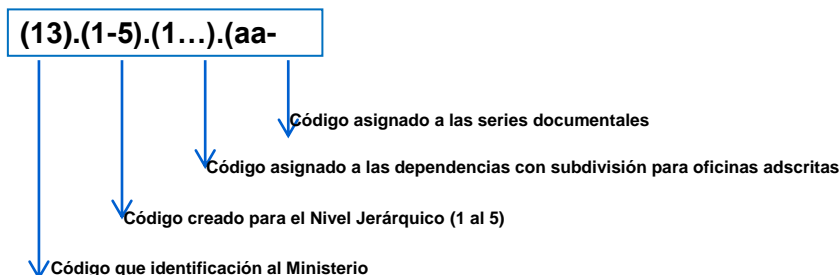 (13).(1-5).(1…).(aa-
Código asignado a las series documentales
Código asignado a las dependencias con subdivisión para oficinas adscritas
Código creado para el Nivel Jerárquico (1 al 5)
Código que identificación al Ministerio